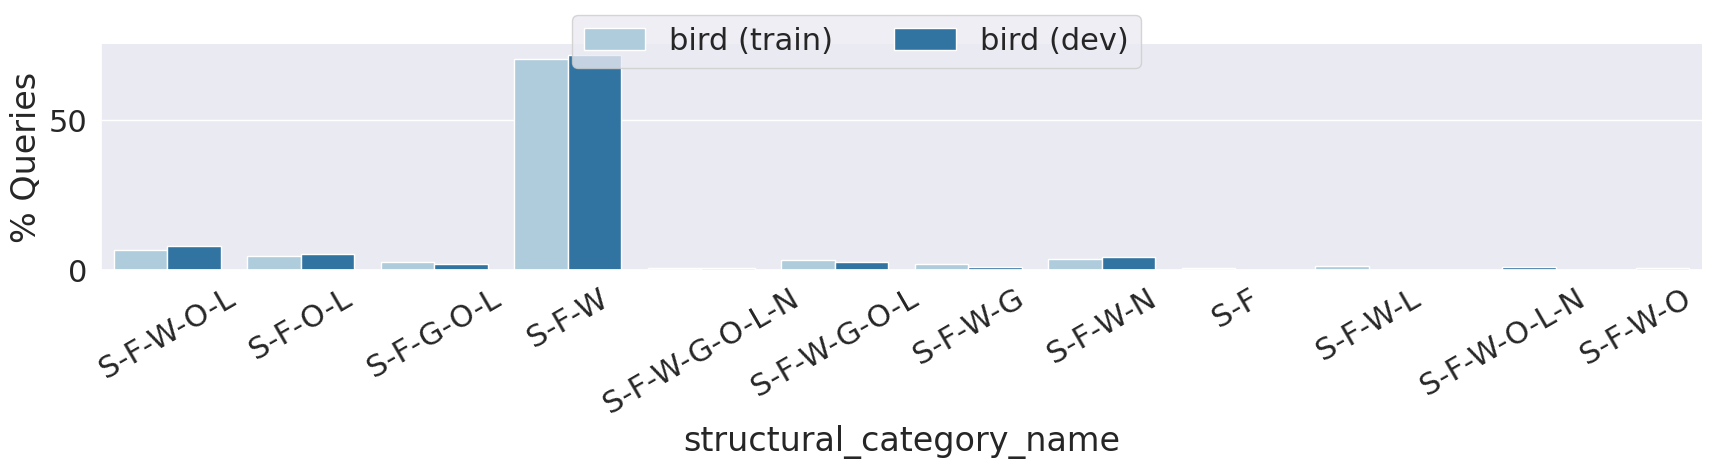 bird (train) bird (dev)
% Queries
50
0
S-F-W-O-L
S-F-O-L
S-F-G-O-L
S-F-W
S-F-W-G-O-L-N
S-F-W-G-O-L
S-F-W-G
S-F-W-N
S-F
S-F-W-L
S-F-W-O-L-N
S-F-W-O
structural_category_name